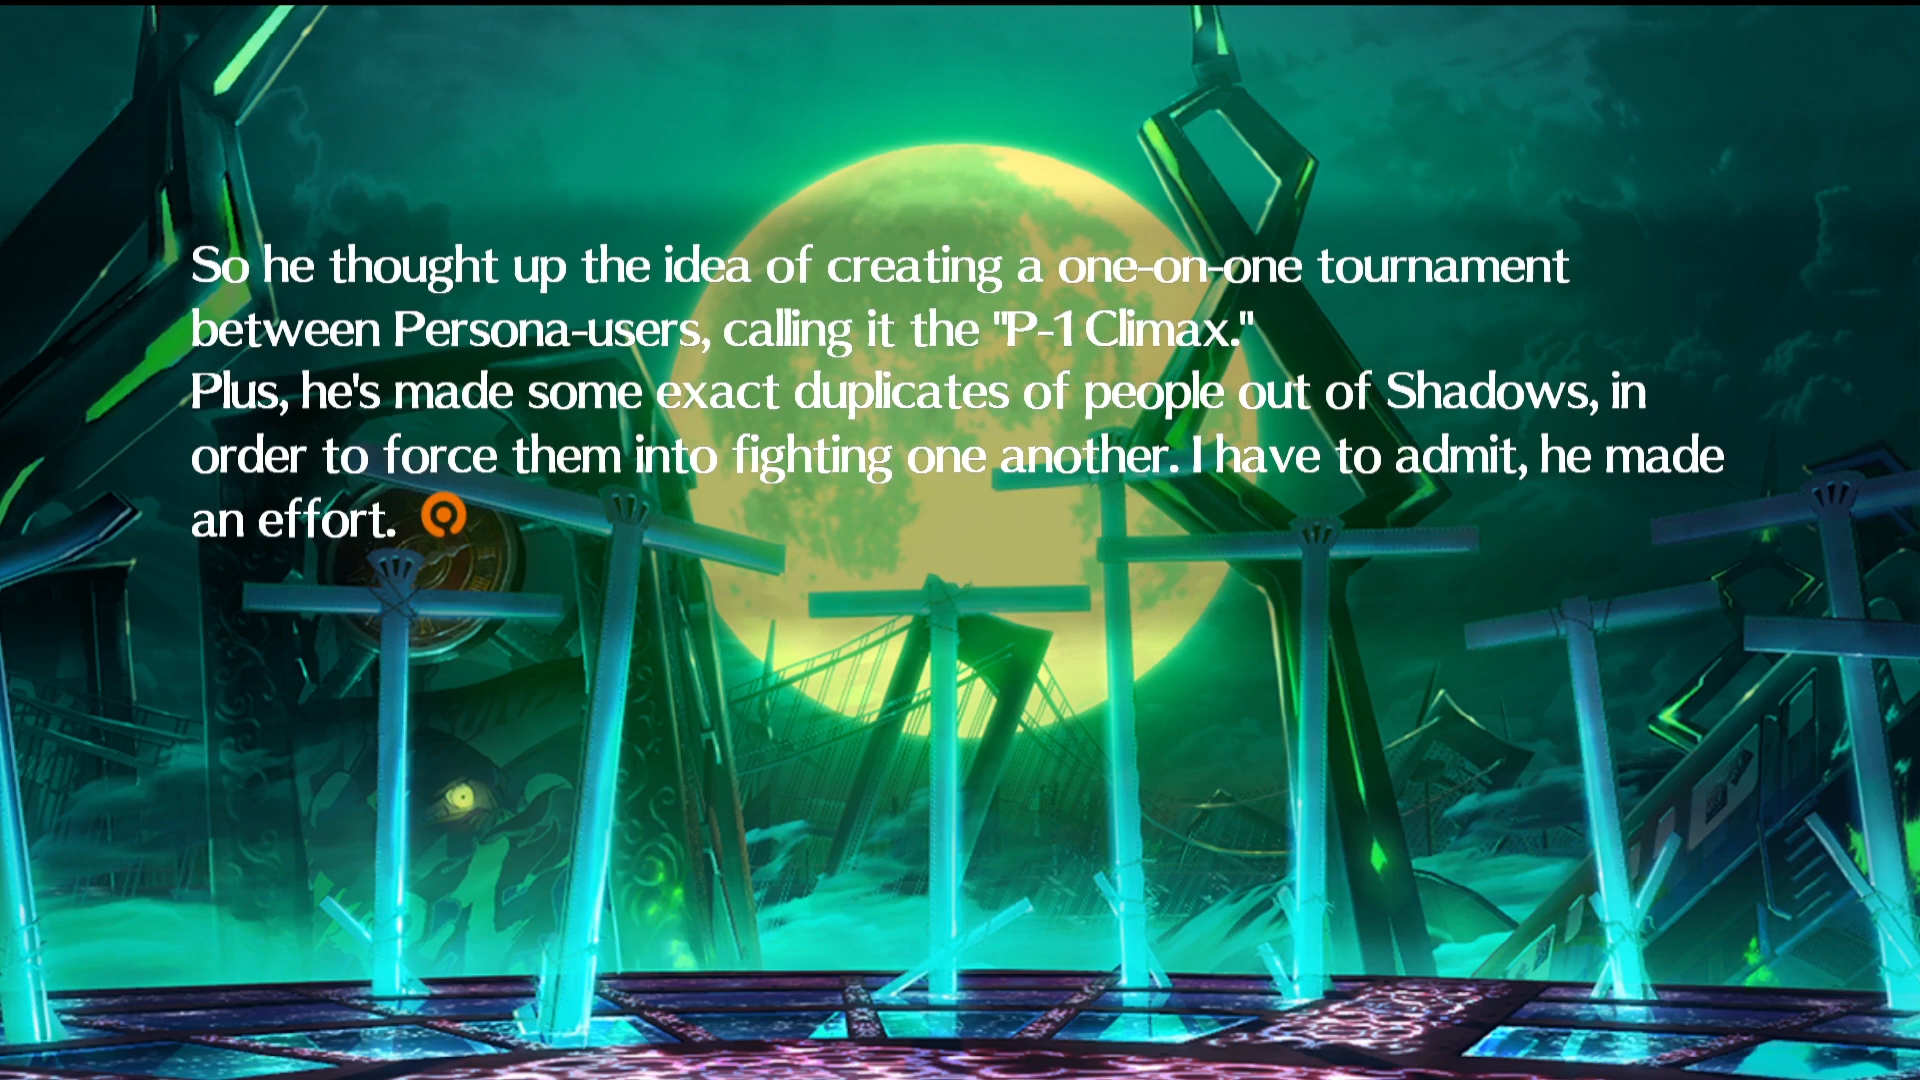 So he thought up the idea of creating a one-on-one tournament
between Persona-users, calling it the "P-1 Climax."
Plus, he's made some exact duplicates of people out of Shadows, in
order to force them into fighting one another. I have to admit, he made
an effort.